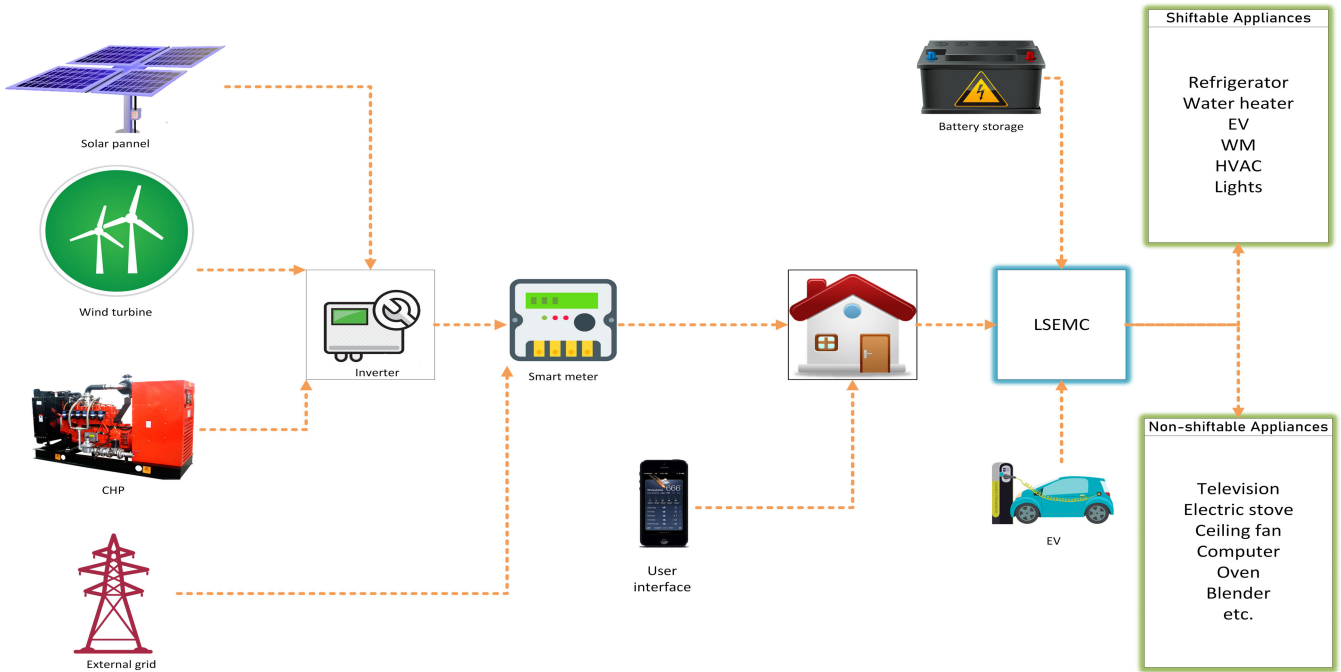 Shiftable Appliances
Refrigerator
Water heater
EV
WM
HVAC
Lights
Battery storage
Solar pannel
Wind turbine
Inverter
Smart meter
LSEMC
CHP
Non-shiftable Appliances
Television
Electric stove
Ceiling fan
Computer
Oven
Blender
etc.
EV
User
interface
External grid